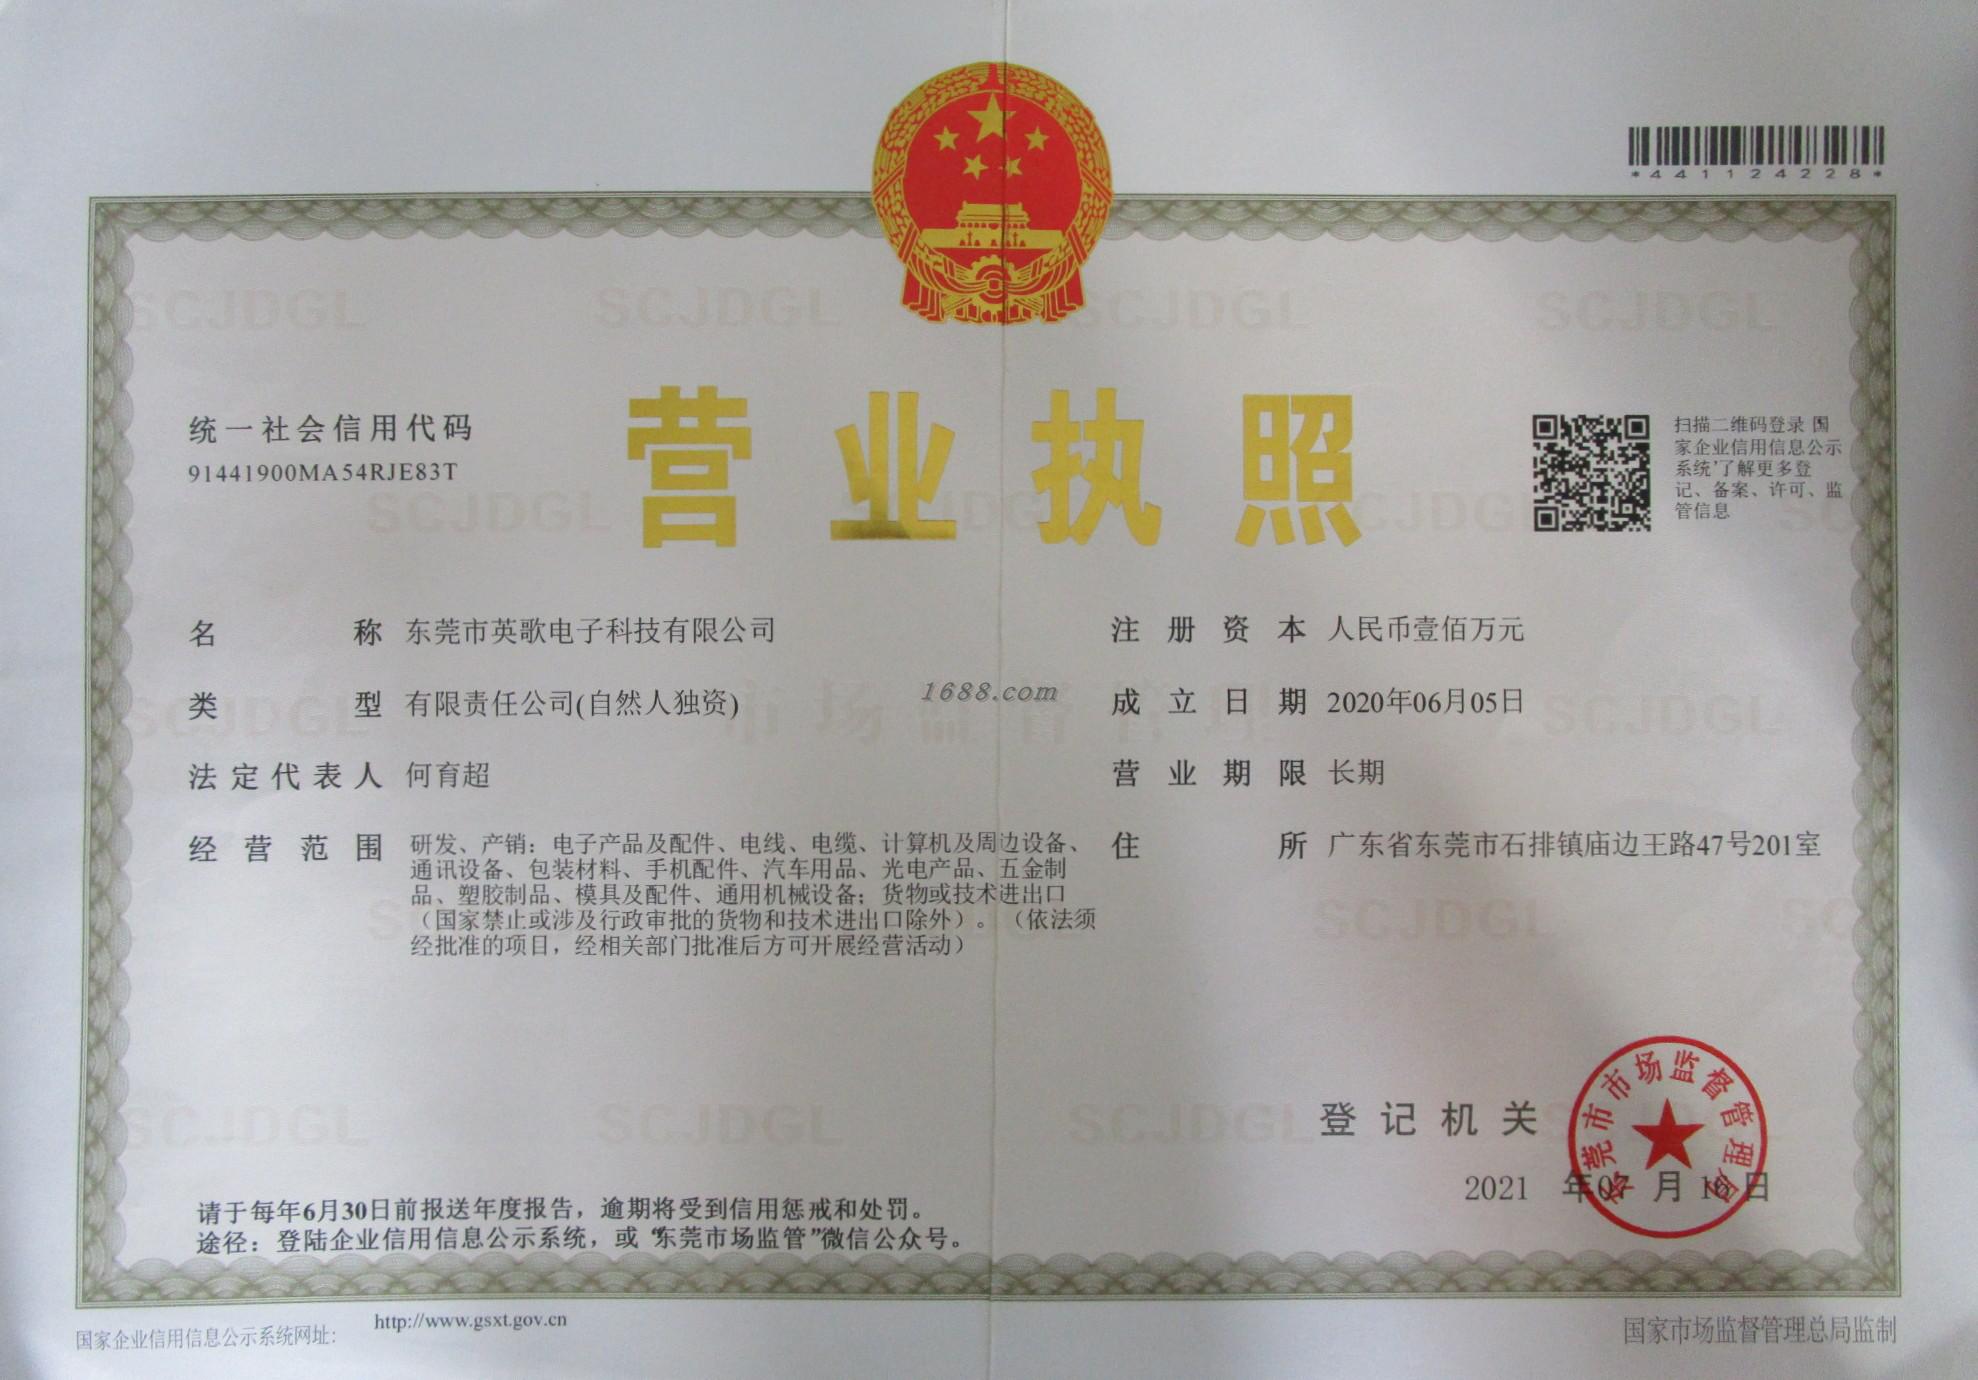 *441124228*
统一社会信用代码
91441900MA54RJE83T
营业执照
扫描二维码登录'国
家企业信用信息公示
系统'了解更多登
记、备案、许可、监
管信息
名称 东莞市英歌电子科技有限公司
类型 有限责任公司(自然人独资)
法定代表人 何育超
经营范围 研发、产销：电子产品及配件、电线、电缆、计算机及周边设备、
通讯设备、包装材料、手机配件、汽车用品、光电产品、五金制
品、塑胶制品、模具及配件、通用机械设备；货物或技术进出口
（国家禁止或涉及行政审批的货物和技术进出口除外）。（依法须
经批准的项目，经相关部门批准后方可开展经营活动）
1688.com
注册资本 人民币壹佰万元
成立日期 2020年06月05日
营业期限 长期
住所 广东省东莞市石排镇庙边王路47号201室
登记机关
东莞市市场监督管理局
2021 年07月16日
请于每年6月30日前报送年度报告，逾期将受到信用惩戒和处罚。
途径：登陆企业信用信息公示系统，或“东莞市场监管”微信公众号。
国家企业信用信息公示系统网址： http://www.gsxt.gov.cn
国家市场监督管理总局监制
SCJDGL
市场监督管理